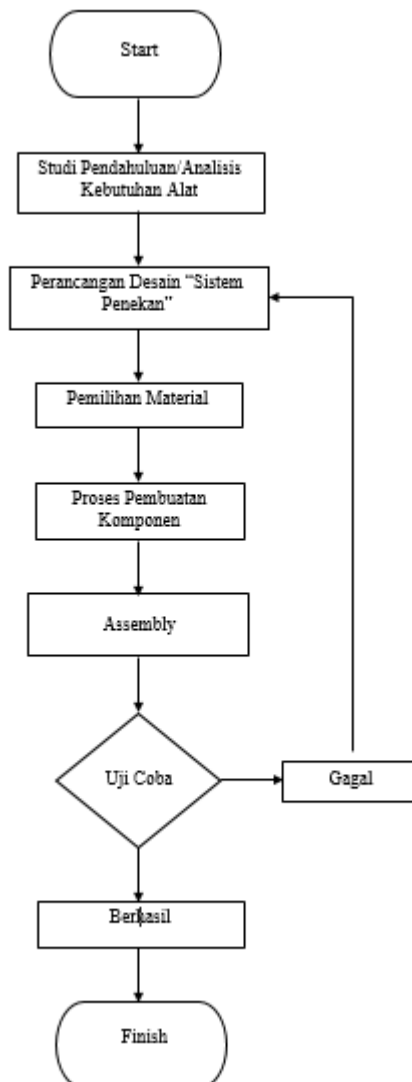 Start
Studi Pendahuluan/Analisis
Kebutuhan Alat
Perancangan Desain “Sistem
Penekan”
Pemilihan Material
Proses Pembuatan
Komponen
Assembly
Uji Coba
Gagal
Berhasil
Finish